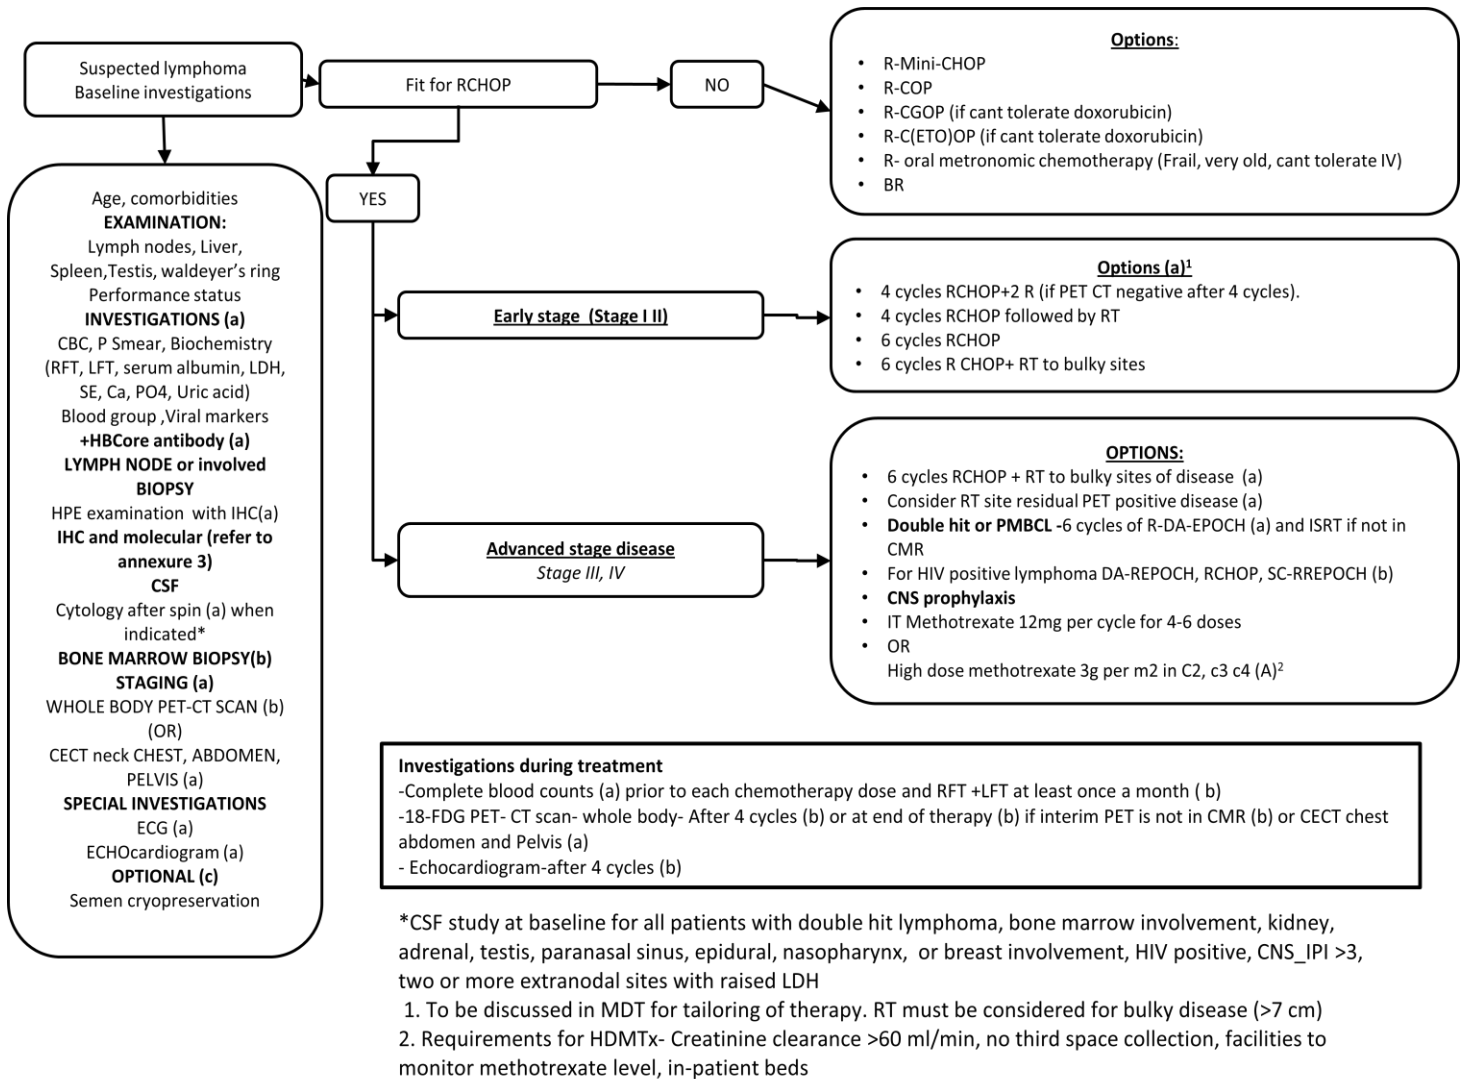 Suspected lymphoma
Baseline investigations
Fit for RCHOP
NO
YES
Options:
• R-Mini-CHOP
• R-COP
• R-CGOP (if cant tolerate doxorubicin)
• R-C(ETO)OP (if cant tolerate doxorubicin)
• R- oral metronomic chemotherapy (Frail, very old, cant tolerate IV)
• BR
Age, comorbidities
EXAMINATION:
Lymph nodes, Liver,
Spleen,Testis, waldeyer’s ring
Performance status
INVESTIGATIONS (a)
CBC, P Smear, Biochemistry
(RFT, LFT, serum albumin, LDH,
SE, Ca, PO4, Uric acid)
Blood group ,Viral markers
+HBCore antibody (a)
LYMPH NODE or involved
BIOPSY
HPE examination with IHC(a)
IHC and molecular (refer to
annexure 3)
CSF
Cytology after spin (a) when
indicated*
BONE MARROW BIOPSY(b)
STAGING (a)
WHOLE BODY PET-CT SCAN (b)
(OR)
CECT neck CHEST, ABDOMEN,
PELVIS (a)
SPECIAL INVESTIGATIONS
ECG (a)
ECHOcardiogram (a)
OPTIONAL (c)
Semen cryopreservation
Early stage (Stage I II)
Options (a)1
• 4 cycles RCHOP+2 R (if PET CT negative after 4 cycles).
• 4 cycles RCHOP followed by RT
• 6 cycles RCHOP
• 6 cycles R CHOP+ RT to bulky sites
Advanced stage disease
Stage III, IV
OPTIONS:
• 6 cycles RCHOP + RT to bulky sites of disease (a)
• Consider RT site residual PET positive disease (a)
• Double hit or PMBCL -6 cycles of R-DA-EPOCH (a) and ISRT if not in
CMR
• For HIV positive lymphoma DA-REPOCH, RCHOP, SC-RREPOCH (b)
• CNS prophylaxis
• IT Methotrexate 12mg per cycle for 4-6 doses
• OR
High dose methotrexate 3g per m2 in C2, c3 c4 (A)2
Investigations during treatment
-Complete blood counts (a) prior to each chemotherapy dose and RFT +LFT at least once a month ( b)
-18-FDG PET- CT scan- whole body- After 4 cycles (b) or at end of therapy (b) if interim PET is not in CMR (b) or CECT chest
abdomen and Pelvis (a)
- Echocardiogram-after 4 cycles (b)
*CSF study at baseline for all patients with double hit lymphoma, bone marrow involvement, kidney,
adrenal, testis, paranasal sinus, epidural, nasopharynx, or breast involvement, HIV positive, CNS_IPI >3,
two or more extranodal sites with raised LDH
1. To be discussed in MDT for tailoring of therapy. RT must be considered for bulky disease (>7 cm)
2. Requirements for HDMTx- Creatinine clearance >60 ml/min, no third space collection, facilities to
monitor methotrexate level, in-patient beds